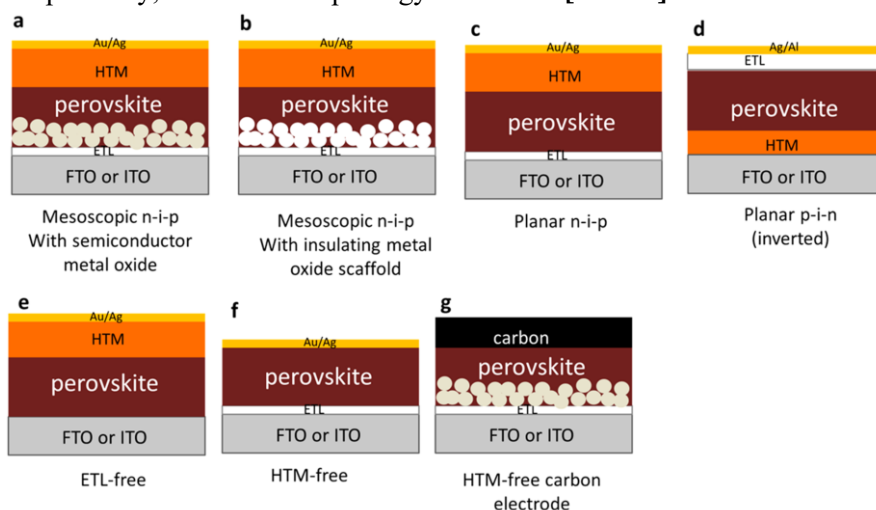 a
Au/Ag
HTM
perovskite
ETL
FTO or ITO
Mesoscopic n-i-p
With semiconductor
metal oxide
b
Au/Ag
HTM
perovskite
ETL
FTO or ITO
Mesoscopic n-i-p
With insulating metal
oxide scaffold
c
Au/Ag
HTM
perovskite
ETL
FTO or ITO
Planar n-i-p
d
Ag/Al
ETL
perovskite
HTM
FTO or ITO
Planar p-i-n
(inverted)
e
Au/Ag
HTM
perovskite
FTO or ITO
ETL-free
f
Au/Ag
perovskite
ETL
FTO or ITO
HTM-free
g
carbon
perovskite
ETL
FTO or ITO
HTM-free carbon
electrode